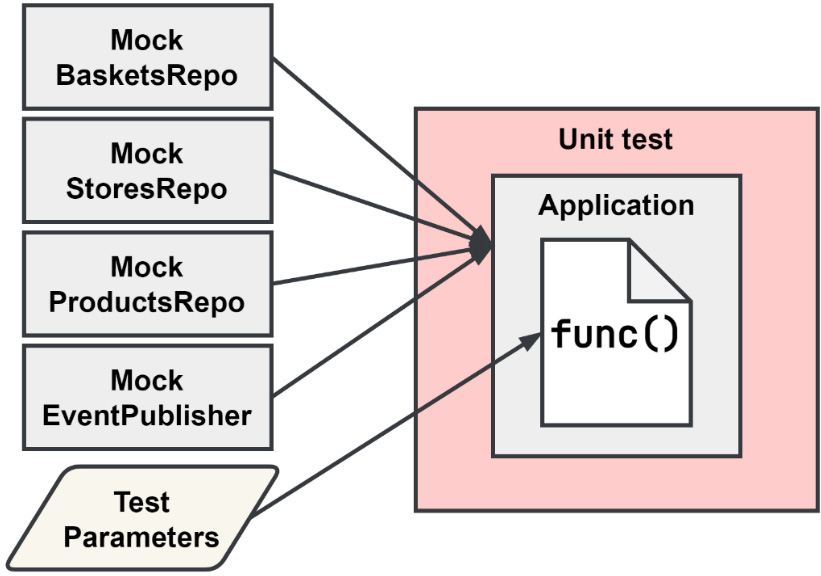 Mock
BasketsRepo
Mock
StoresRepo
Mock
ProductsRepo
Mock
EventPublisher
Test
Parameters
Unit test
Application
func()